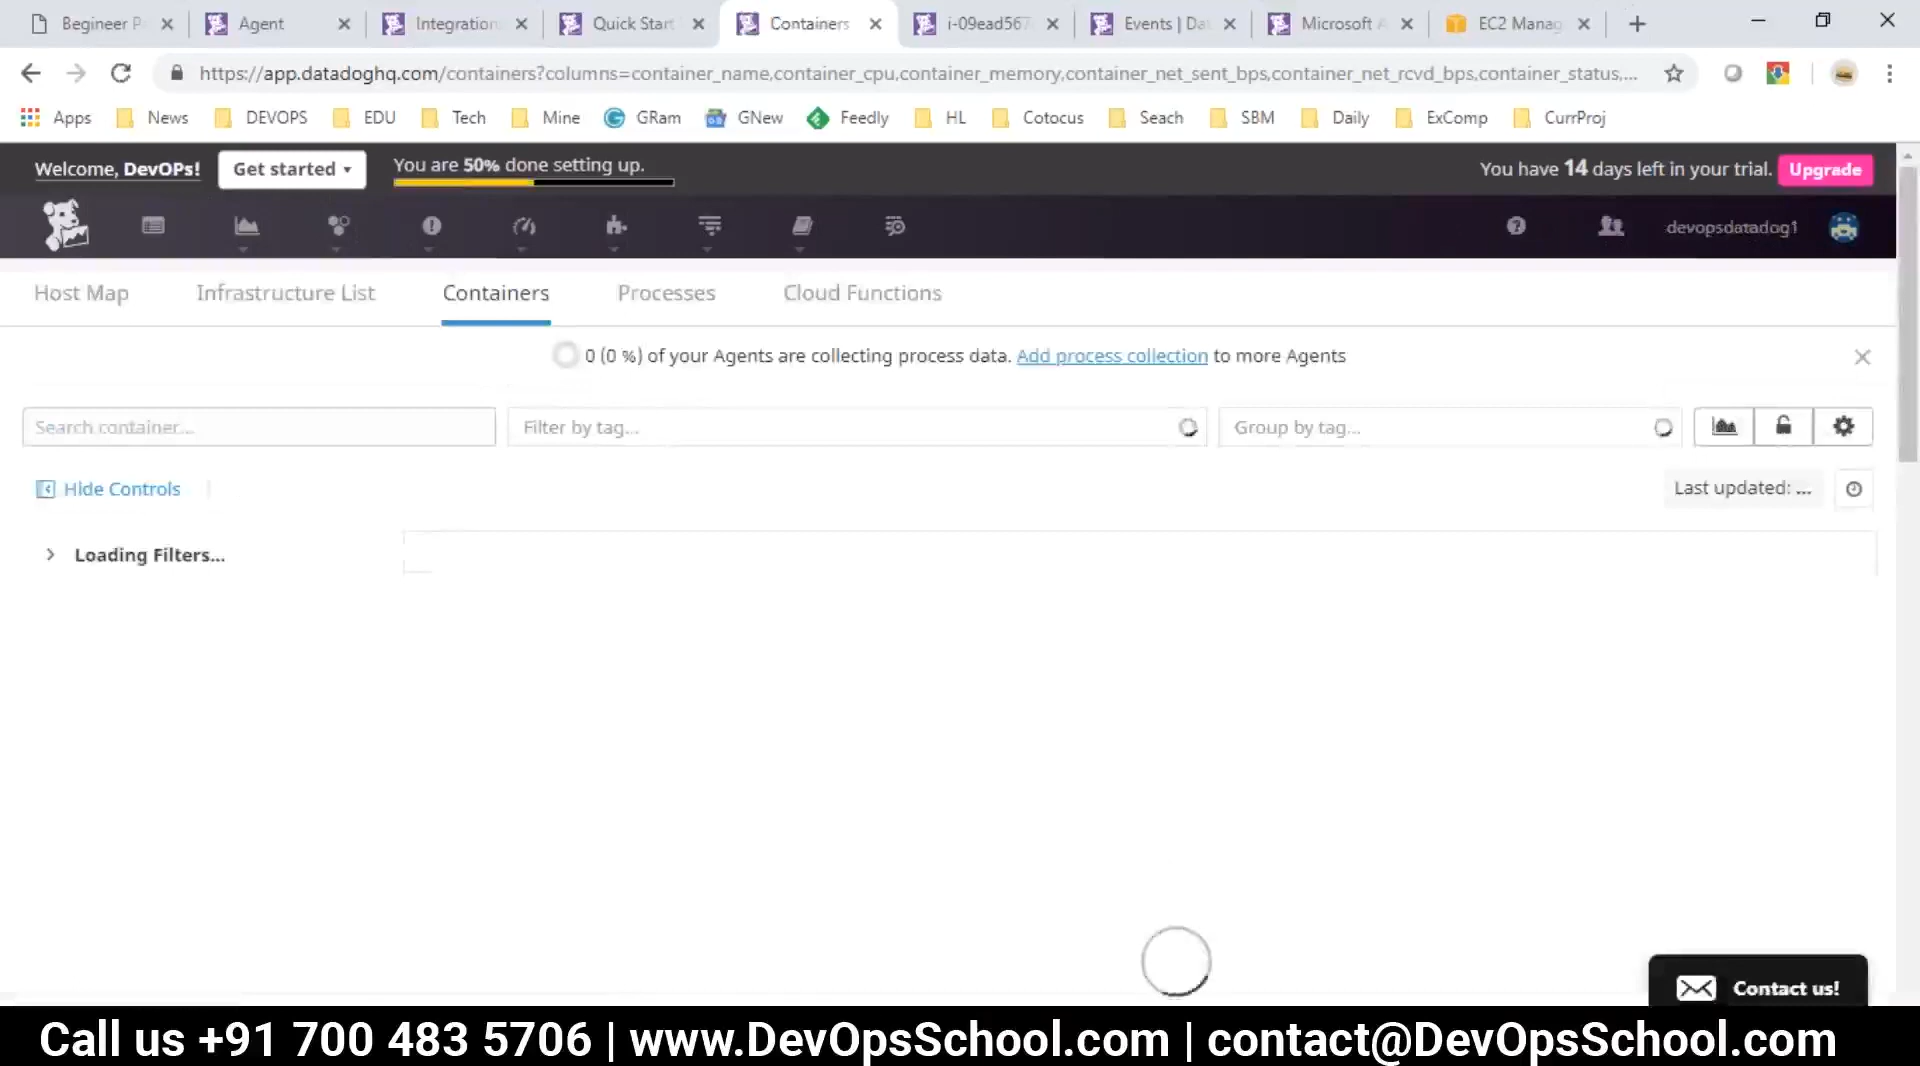 Begineer P
Agent
Integration
Quick Start
Containers
i-09ead567
Events | Da
Microsoft A
EC2 Manag
https://app.datadoghq.com/containers?columns=container_name,container_cpu,container_memory,container_net_sent_bps,container_net_rcvd_bps,container_status,...
Apps News DEVOPS EDU Tech Mine GRam GNew Feedly HL Cotocus Seach SBM Daily ExComp CurrProj
Welcome, DevOPs! Get started You are 50% done setting up. You have 14 days left in your trial. Upgrade
devopsdatadog1
Host Map Infrastructure List Containers Processes Cloud Functions
0 (0 %) of your Agents are collecting process data. Add process collection to more Agents
Search container... Filter by tag... Group by tag...
Hide Controls Last updated: ...
Loading Filters...
Contact us!
Call us +91 700 483 5706 | www.DevOpsSchool.com | contact@DevOpsSchool.com